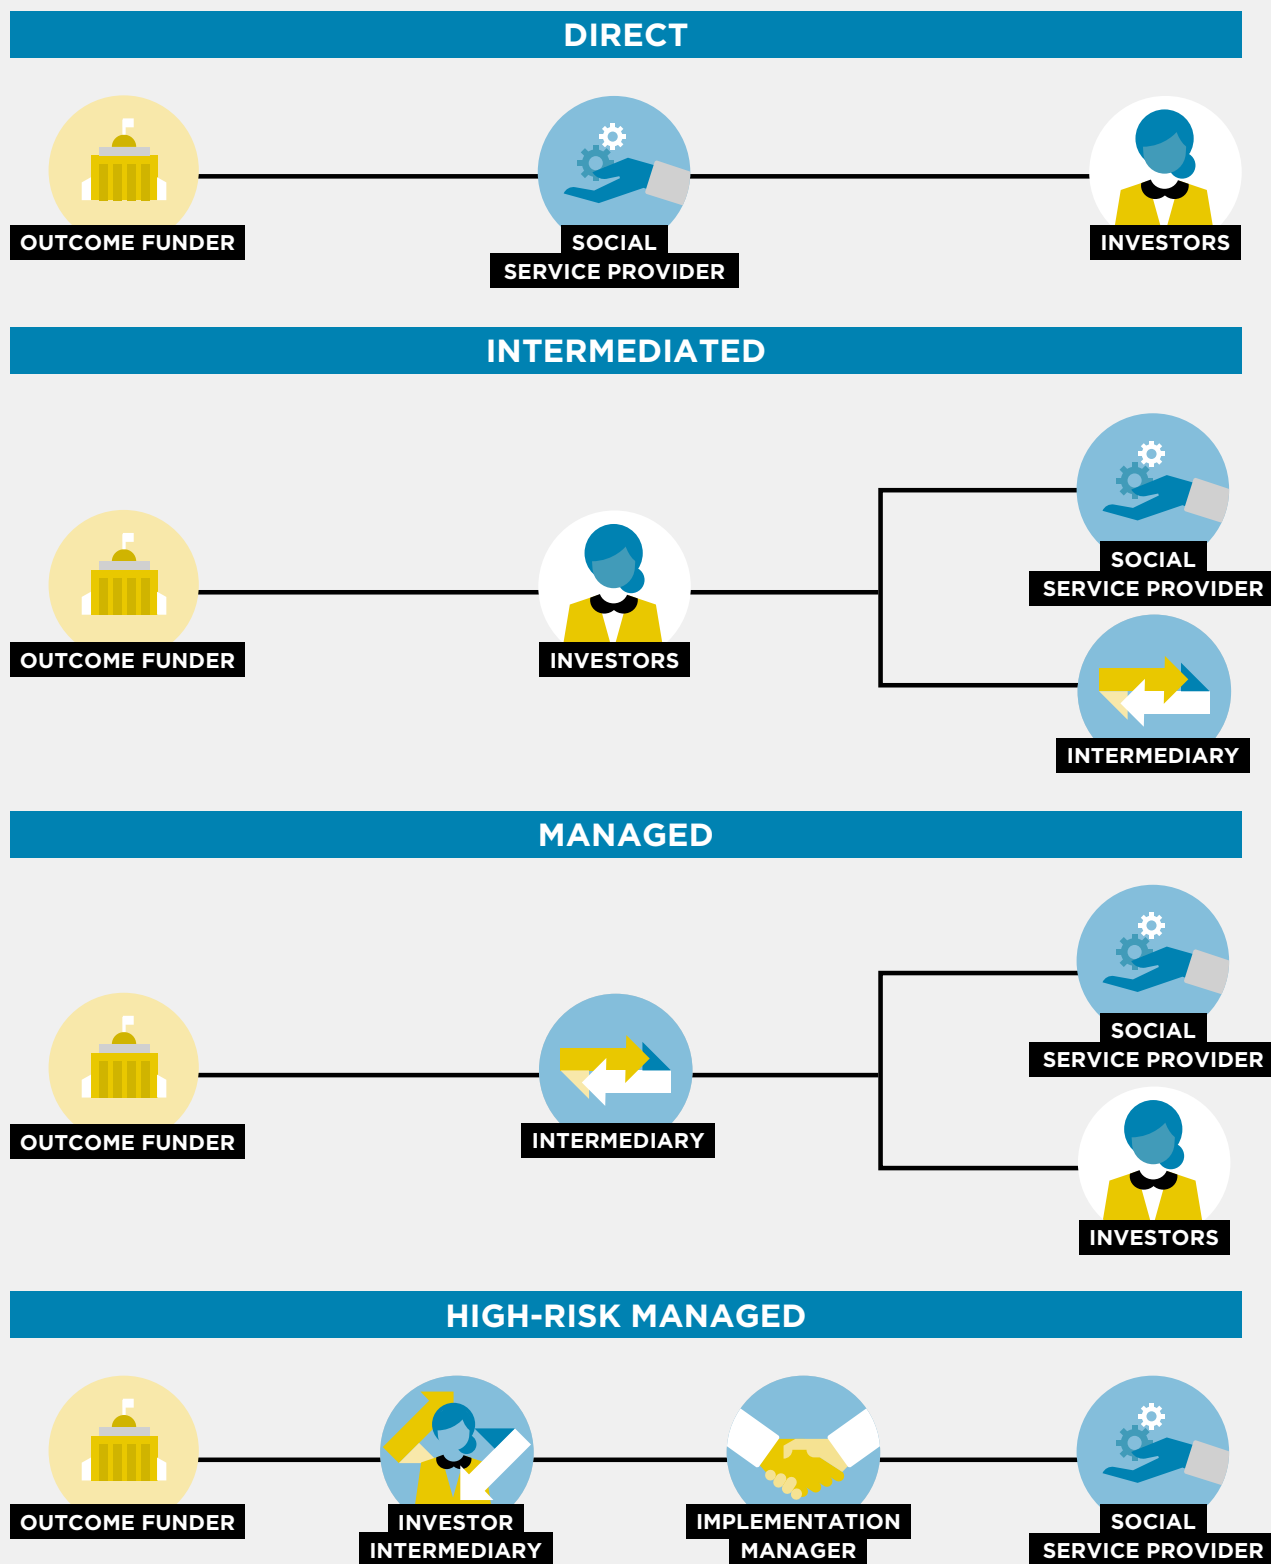 DIRECT
OUTCOME FUNDER
SOCIAL
SERVICE PROVIDER
INVESTORS
INTERMEDIATED
OUTCOME FUNDER
INVESTORS
SOCIAL
SERVICE PROVIDER
INTERMEDIARY
MANAGED
OUTCOME FUNDER
INTERMEDIARY
SOCIAL
SERVICE PROVIDER
INVESTORS
HIGH-RISK MANAGED
OUTCOME FUNDER
INVESTOR
INTERMEDIARY
IMPLEMENTATION
MANAGER
SOCIAL
SERVICE PROVIDER